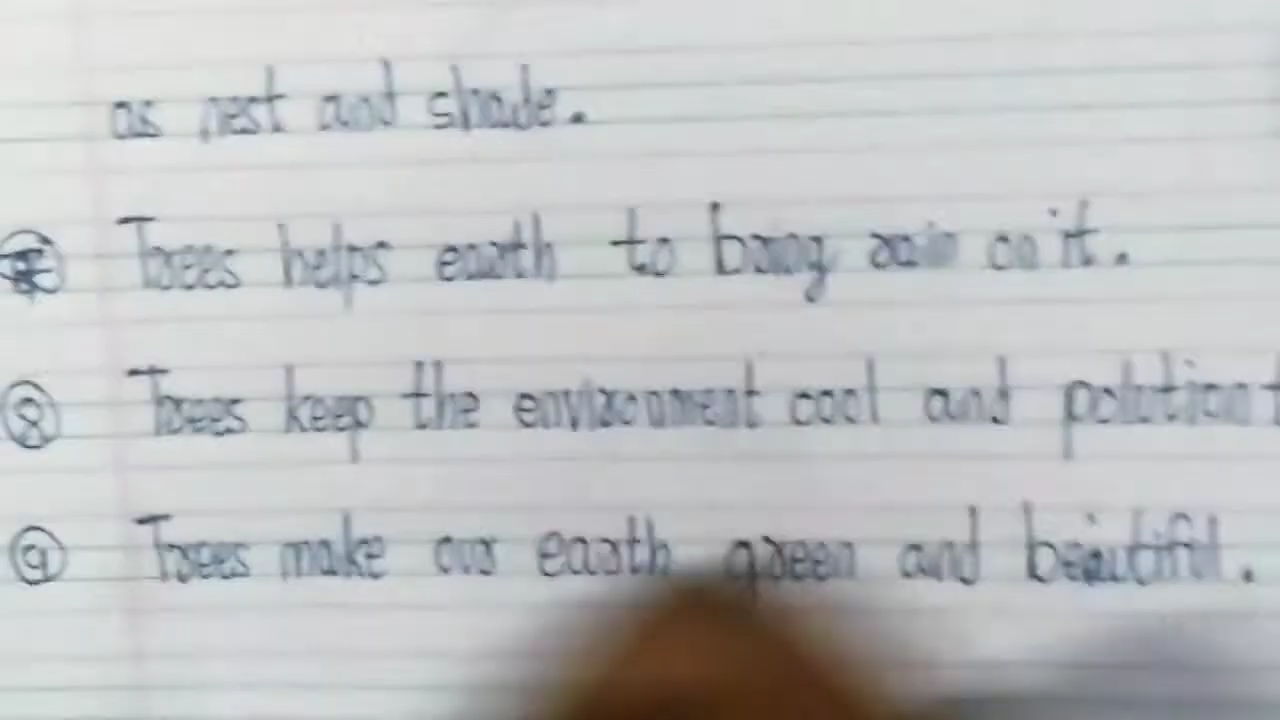 as nest and shade.
Trees helps earth to bring rain on it.
⑧ Trees keep the environment cool and
⑨ Trees make our earth green and beautiful.